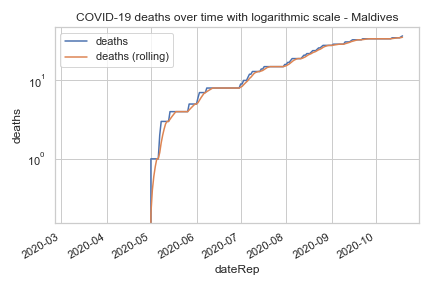 COVID-19 deaths over time with logarithmic scale - Maldives
deaths
deaths (rolling)
10¹
10⁰
deaths
2020-03
2020-04
2020-05
2020-06
2020-07
2020-08
2020-09
2020-10
dateRep